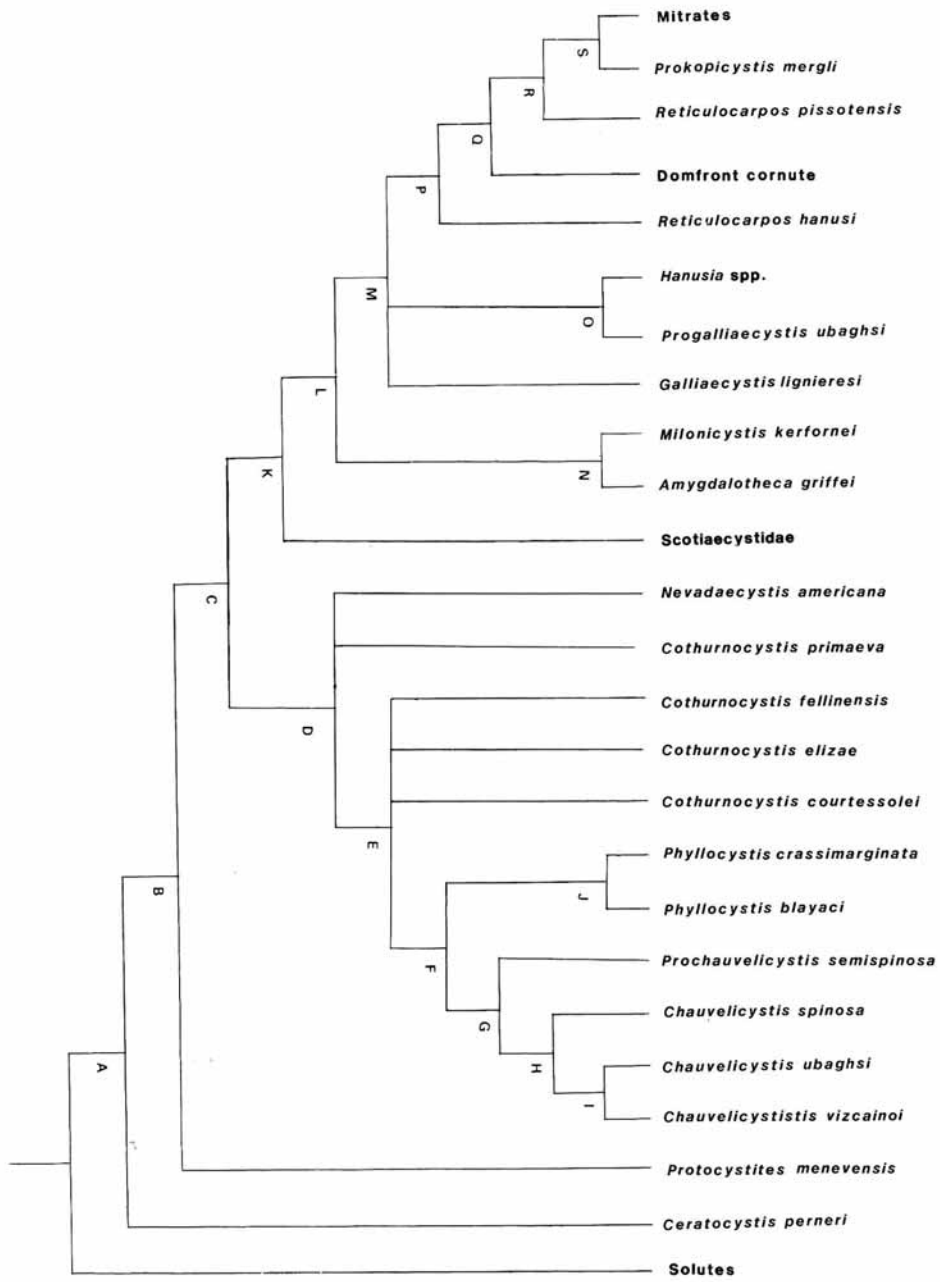 Mitrates
S
Prokopicystis mergli
R
Reticulocarpos pissotensis
Q
Domfront cornute
P
Reticulocarpos hanusi
Hanusia spp.
M
O
Progalliaecystis ubaghsi
Galliaecystis lignieresi
L
Milonicystis kerfornei
K
N
Amygdalotheca griffei
Scotiaecystidae
Nevadaecystis americana
C
Cothurnocystis primaeva
Cothurnocystis fellinensis
D
Cothurnocystis elizae
Cothurnocystis courtessolei
E
Phyllocystis crassimarginata
B
J
Phyllocystis blayaci
Prochauvelicystis semispinosa
F
Chauvelicystis spinosa
G
Chauvelicystis ubaghsi
A
H
I
Chauvelicystistis vizcainoi
Protocystites menevensis
Ceratocystis perneri
Solutes